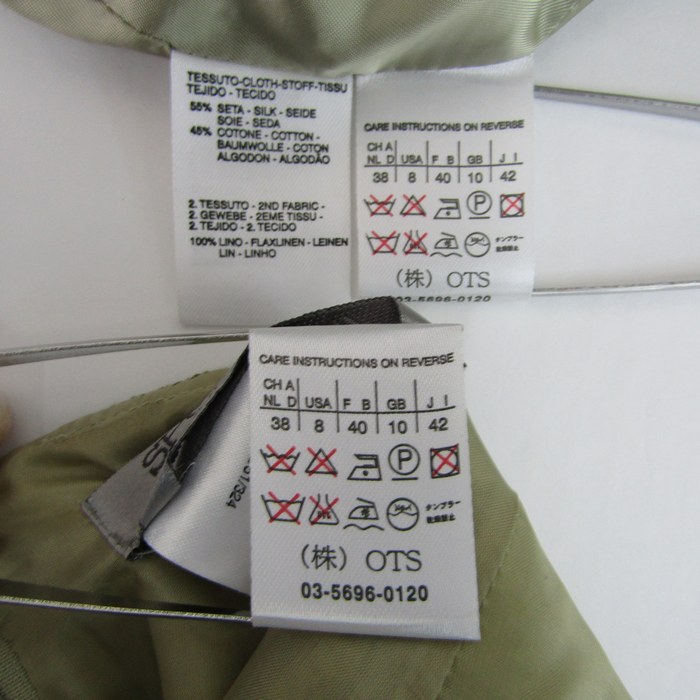 TESSUTO-CLOTH-STOFF-TISSU
TEJIDO - TECIDO
55% SETA - SILK - SEIDE
SOIE - SEDA
45% COTONE - COTTON -
BAUMWOLLE - COTON
ALGODON - ALGODÃO
2. TESSUTO - 2ND FABRIC -
2. GEWEBE - 2EME TISSU -
2. TEJIDO - 2. TECIDO
100% LINO - FLAX/LINEN - LEINEN
LIN - LINHO
CARE INSTRUCTIONS ON REVERSE
CH A
NL D USA F B GB J I
38 8 40 10 42
P
タンブラー
乾燥禁止
(株) OTS
03-5696-0120
CARE INSTRUCTIONS ON REVERSE
CH A
NL D USA F B GB J I
38 8 40 10 42
P
タンブラー
乾燥禁止
(株) OTS
03-5696-0120